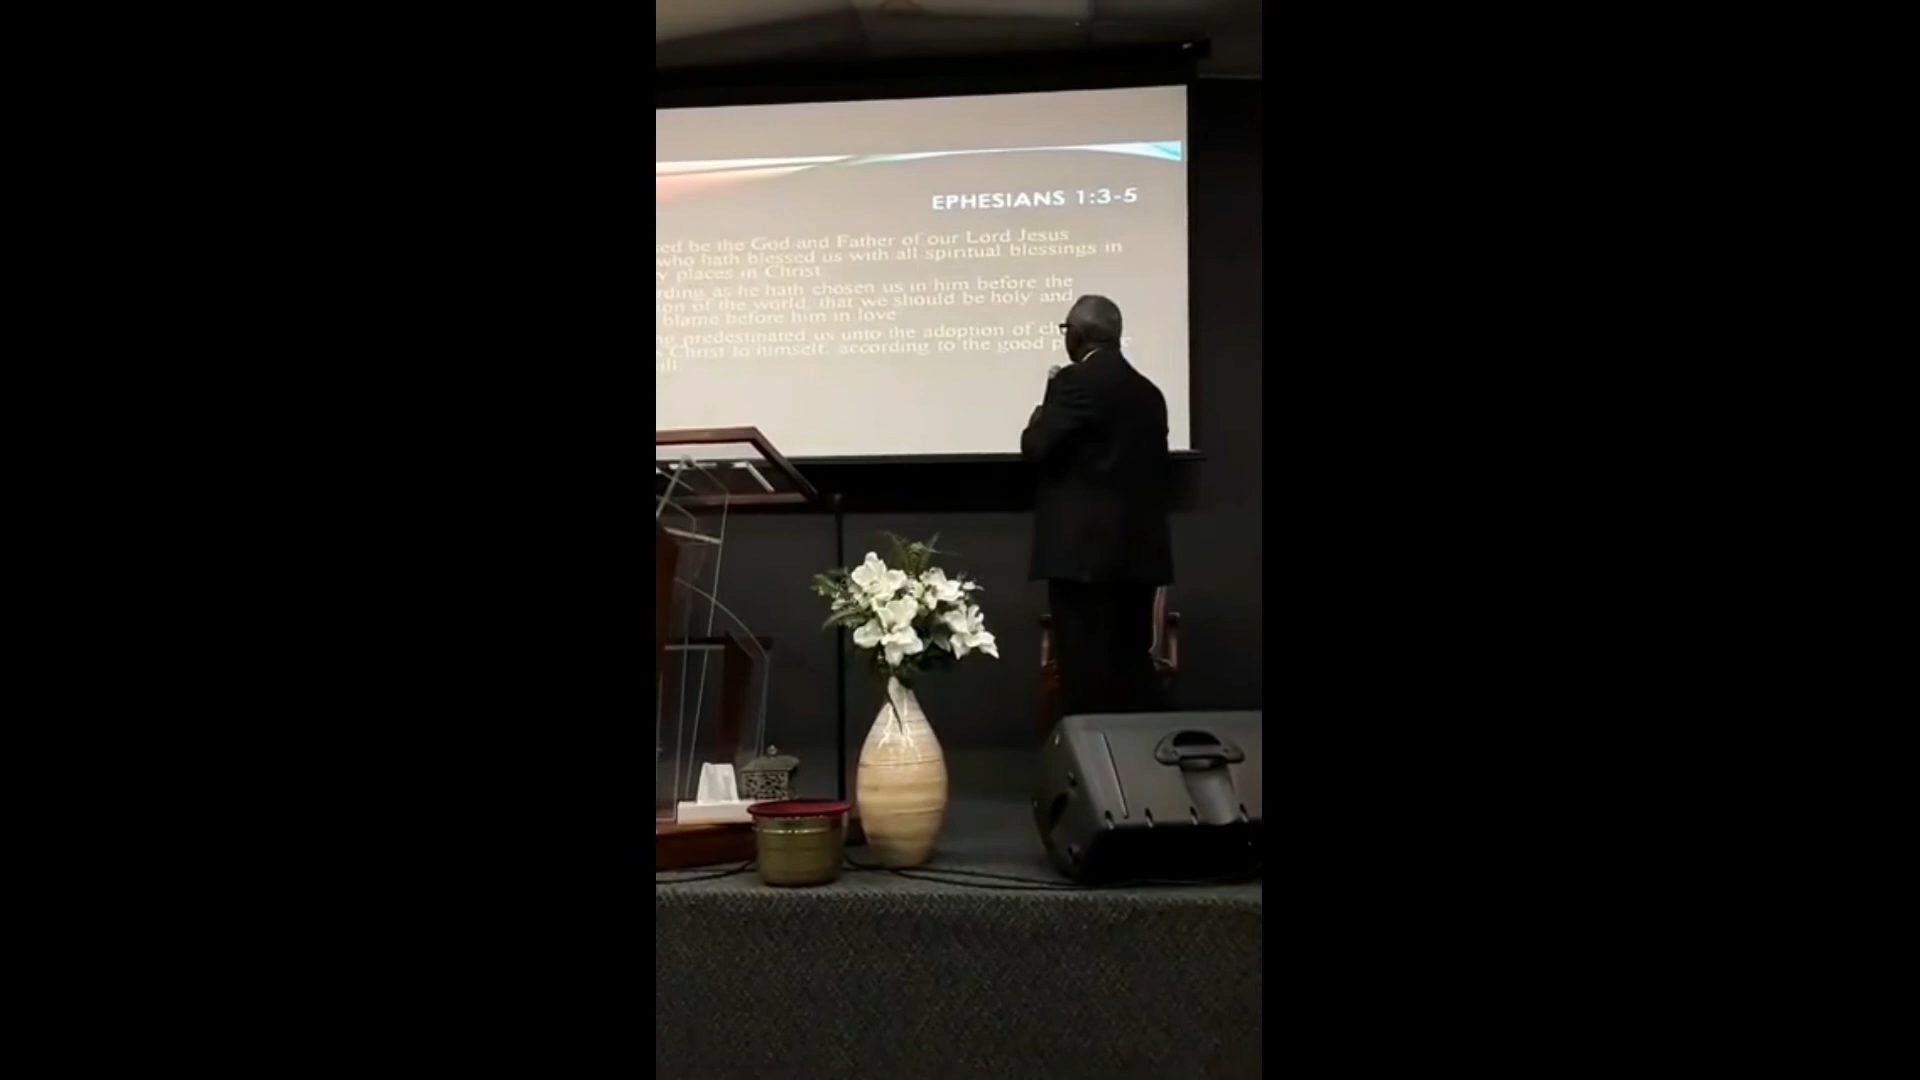 EPHESIANS 1:3-5
sed be the God and Father of our Lord Jesus
who hath blessed us with all spiritual blessings in
y places in Christ
rding as he hath chosen us in him before the
ion of the world, that we should be holy and
blame before him in love
predestinated us unto the adoption of ch
s Christ to himself, according to the good p
ill.